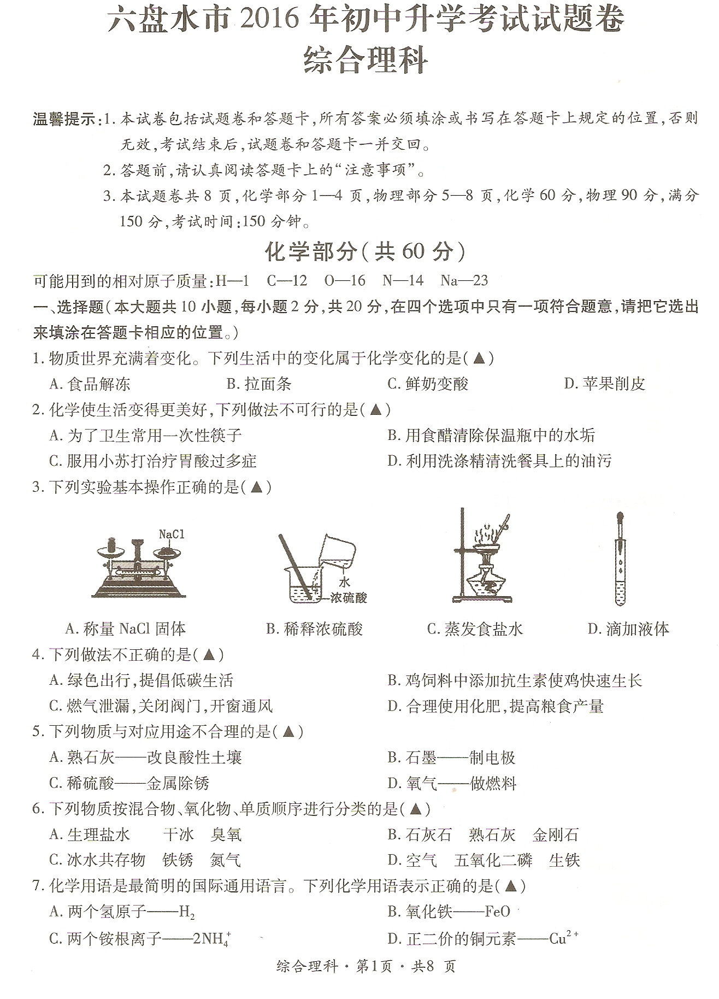 六盘水市 2016 年初中升学考试试题卷
综合理科
温馨提示:1. 本试卷包括试题卷和答题卡,所有答案必须填涂或书写在答题卡上规定的位置,否则
无效,考试结束后,试题卷和答题卡一并交回。
2. 答题前,请认真阅读答题卡上的“注意事项”。
3. 本试题卷共 8 页,化学部分 1—4 页,物理部分 5—8 页,化学 60 分,物理 90 分,满分
150 分,考试时间:150 分钟。
化学部分(共 60 分)
可能用到的相对原子质量:H—1 C—12 O—16 N—14 Na—23
一、选择题(本大题共 10 小题,每小题 2 分,共 20 分,在四个选项中只有一项符合题意,请把它选出
来填涂在答题卡相应的位置。)
1. 物质世界充满着变化。下列生活中的变化属于化学变化的是(▲)
A. 食品解冻 B. 拉面条 C. 鲜奶变酸 D. 苹果削皮
2. 化学使生活变得更美好,下列做法不可行的是(▲)
A. 为了卫生常用一次性筷子 B. 用食醋清除保温瓶中的水垢
C. 服用小苏打治疗胃酸过多症 D. 利用洗涤精清洗餐具上的油污
3. 下列实验基本操作正确的是(▲)
NaCl
水
浓硫酸
A. 称量 NaCl 固体 B. 稀释浓硫酸 C. 蒸发食盐水 D. 滴加液体
4. 下列做法不正确的是(▲)
A. 绿色出行,提倡低碳生活 B. 鸡饲料中添加抗生素使鸡快速生长
C. 燃气泄漏,关闭阀门,开窗通风 D. 合理使用化肥,提高粮食产量
5. 下列物质与对应用途不合理的是(▲)
A. 熟石灰——改良酸性土壤 B. 石墨——制电极
C. 稀硫酸——金属除锈 D. 氧气——做燃料
6. 下列物质按混合物、氧化物、单质顺序进行分类的是(▲)
A. 生理盐水 干冰 臭氧 B. 石灰石 熟石灰 金刚石
C. 冰水共存物 铁锈 氮气 D. 空气 五氧化二磷 生铁
7. 化学用语是最简明的国际通用语言。下列化学用语表示正确的是(▲)
A. 两个氢原子——H₂ B. 氧化铁——FeO
C. 两个铵根离子——2NH₄⁺ D. 正二价的铜元素——Cu²⁺
综合理科·第1页·共8 页